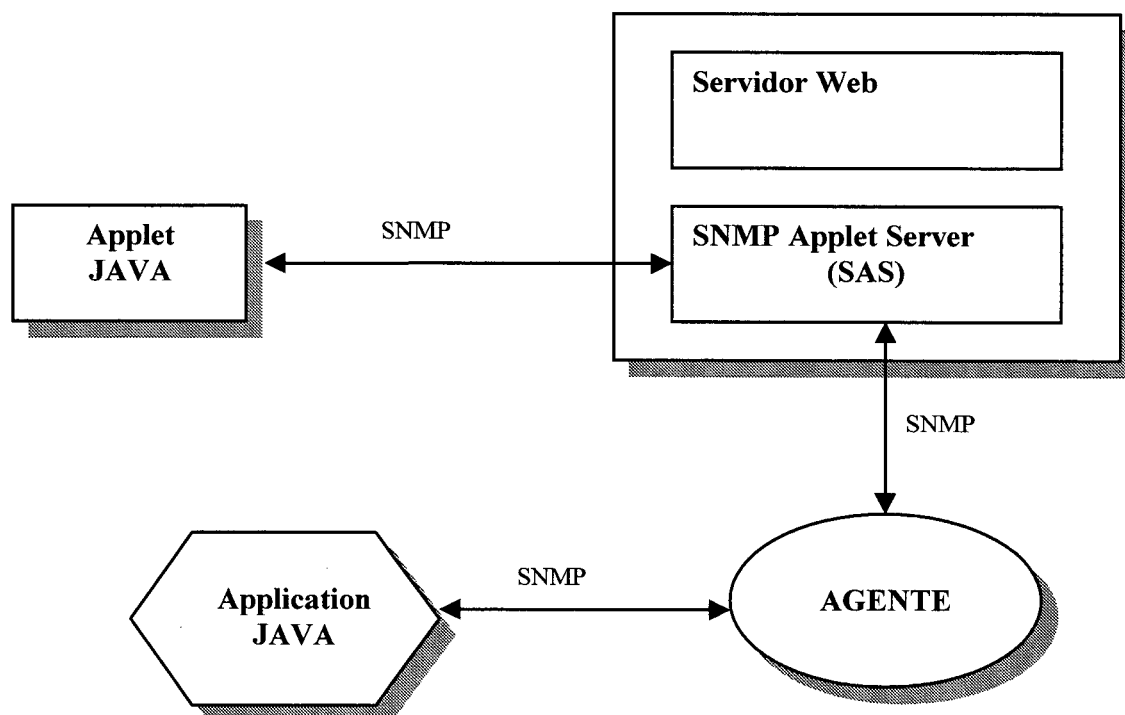 Servidor Web
Applet
JAVA
SNMP
SNMP Applet Server
(SAS)
SNMP
Application
JAVA
SNMP
AGENTE